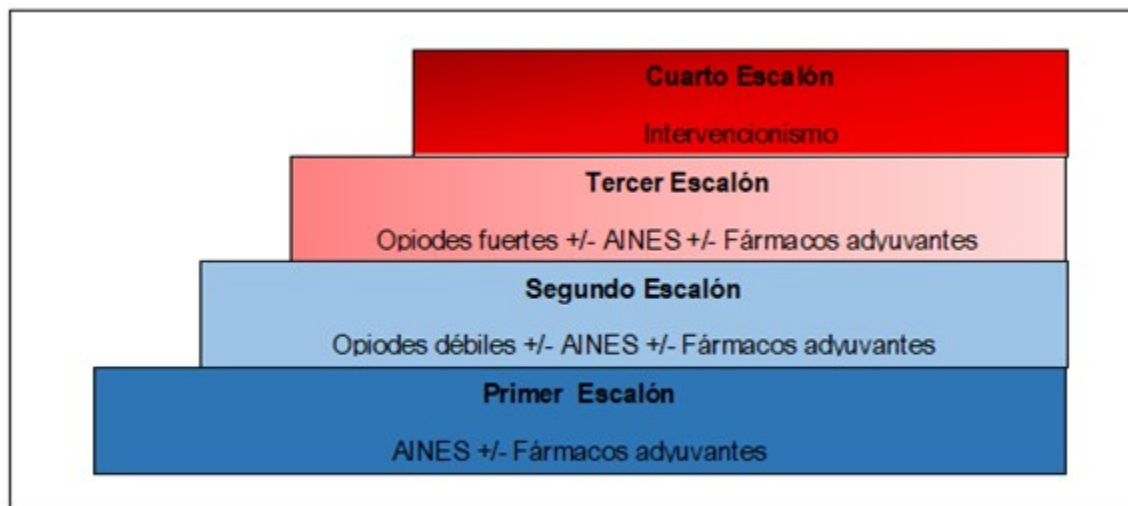 Cuarto Escalón
Intervencionismo
Tercer Escalón
Opiodes fuertes +/- AINES +/- Fármacos adyuvantes
Segundo Escalón
Opiodes débiles +/- AINES +/- Fármacos adyuvantes
Primer Escalón
AINES +/- Fármacos adyuvantes